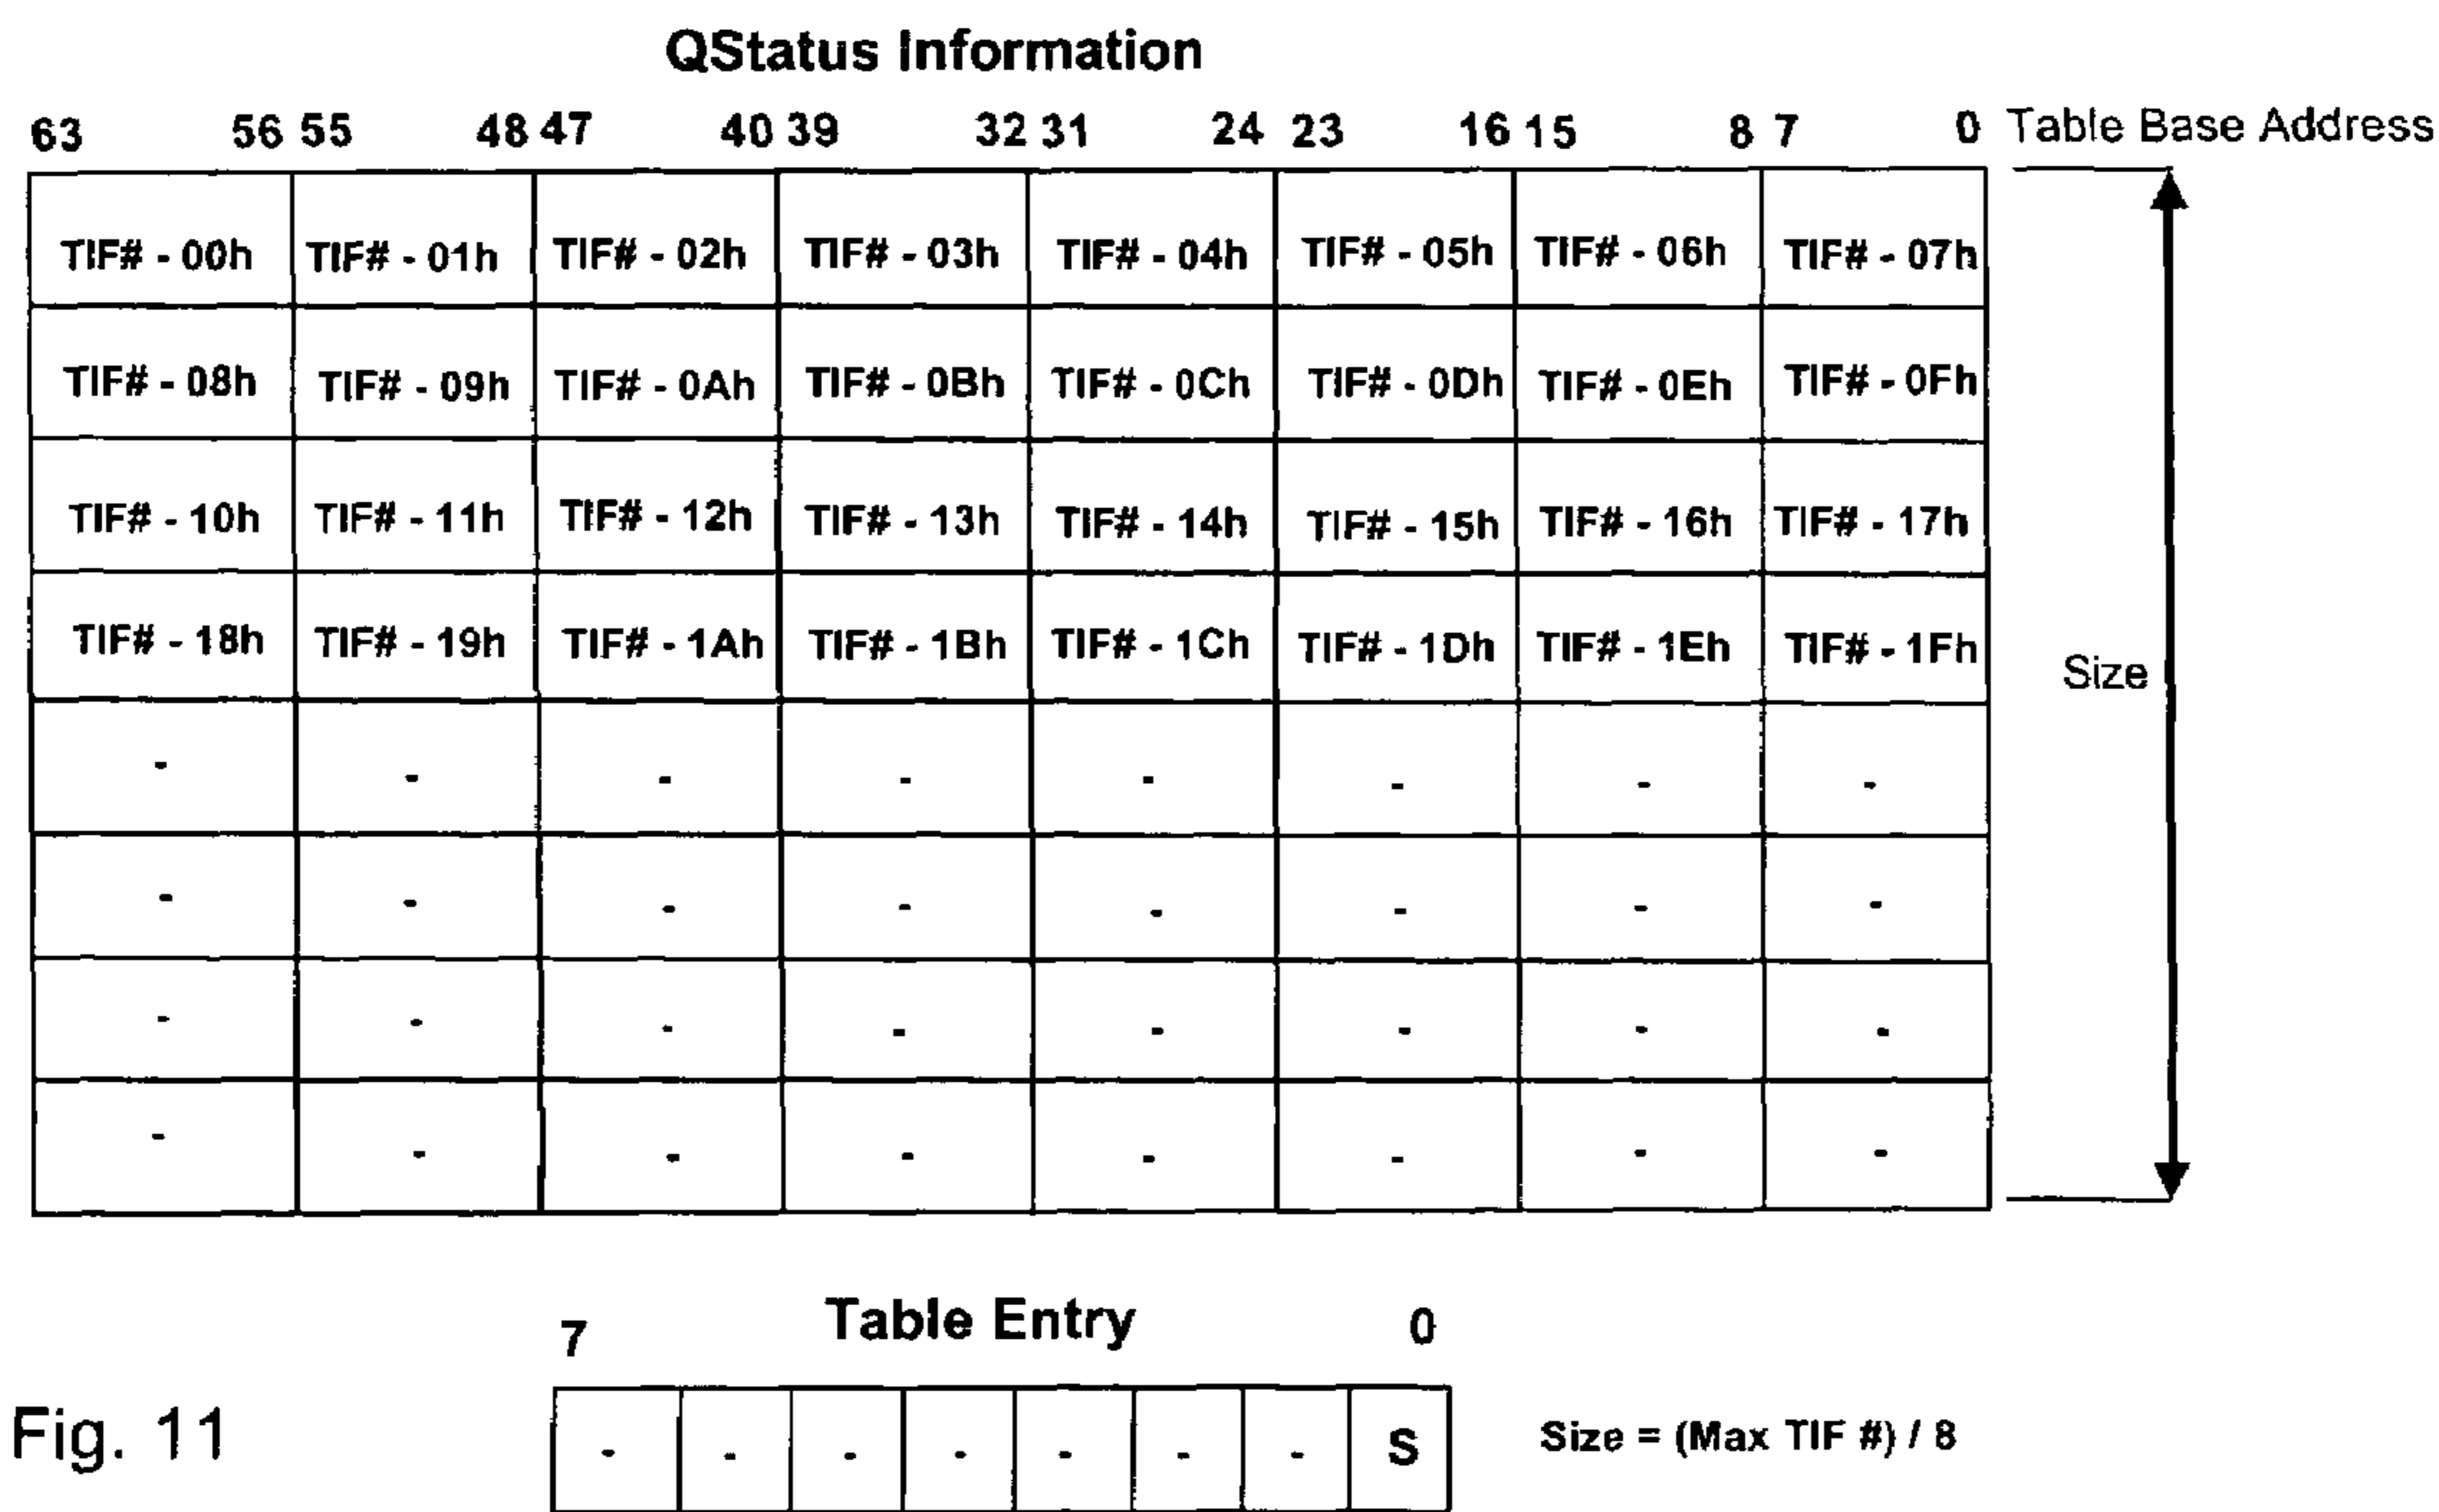 QStatus Information
63 56 55 48 47 40 39 32 31 24 23 16 15 8 7 0 Table Base Address
TIF# - 00h TIF# - 01h TIF# - 02h TIF# - 03h TIF# - 04h TIF# - 05h TIF# - 06h TIF# - 07h
TIF# - 08h TIF# - 09h TIF# - 0Ah TIF# - 0Bh TIF# - 0Ch TIF# - 0Dh TIF# - 0Eh TIF# - 0Fh
TIF# - 10h TIF# - 11h TIF# - 12h TIF# - 13h TIF# - 14h TIF# - 15h TIF# - 16h TIF# - 17h
TIF# - 18h TIF# - 19h TIF# - 1Ah TIF# - 1Bh TIF# - 1Ch TIF# - 1Dh TIF# - 1Eh TIF# - 1Fh
Size
- - - - - - - -
- - - - - - - -
- - - - - - - -
- - - - - - - -
7 Table Entry 0
- - - - - - - S
Size = (Max TIF #) / 8
Fig. 11